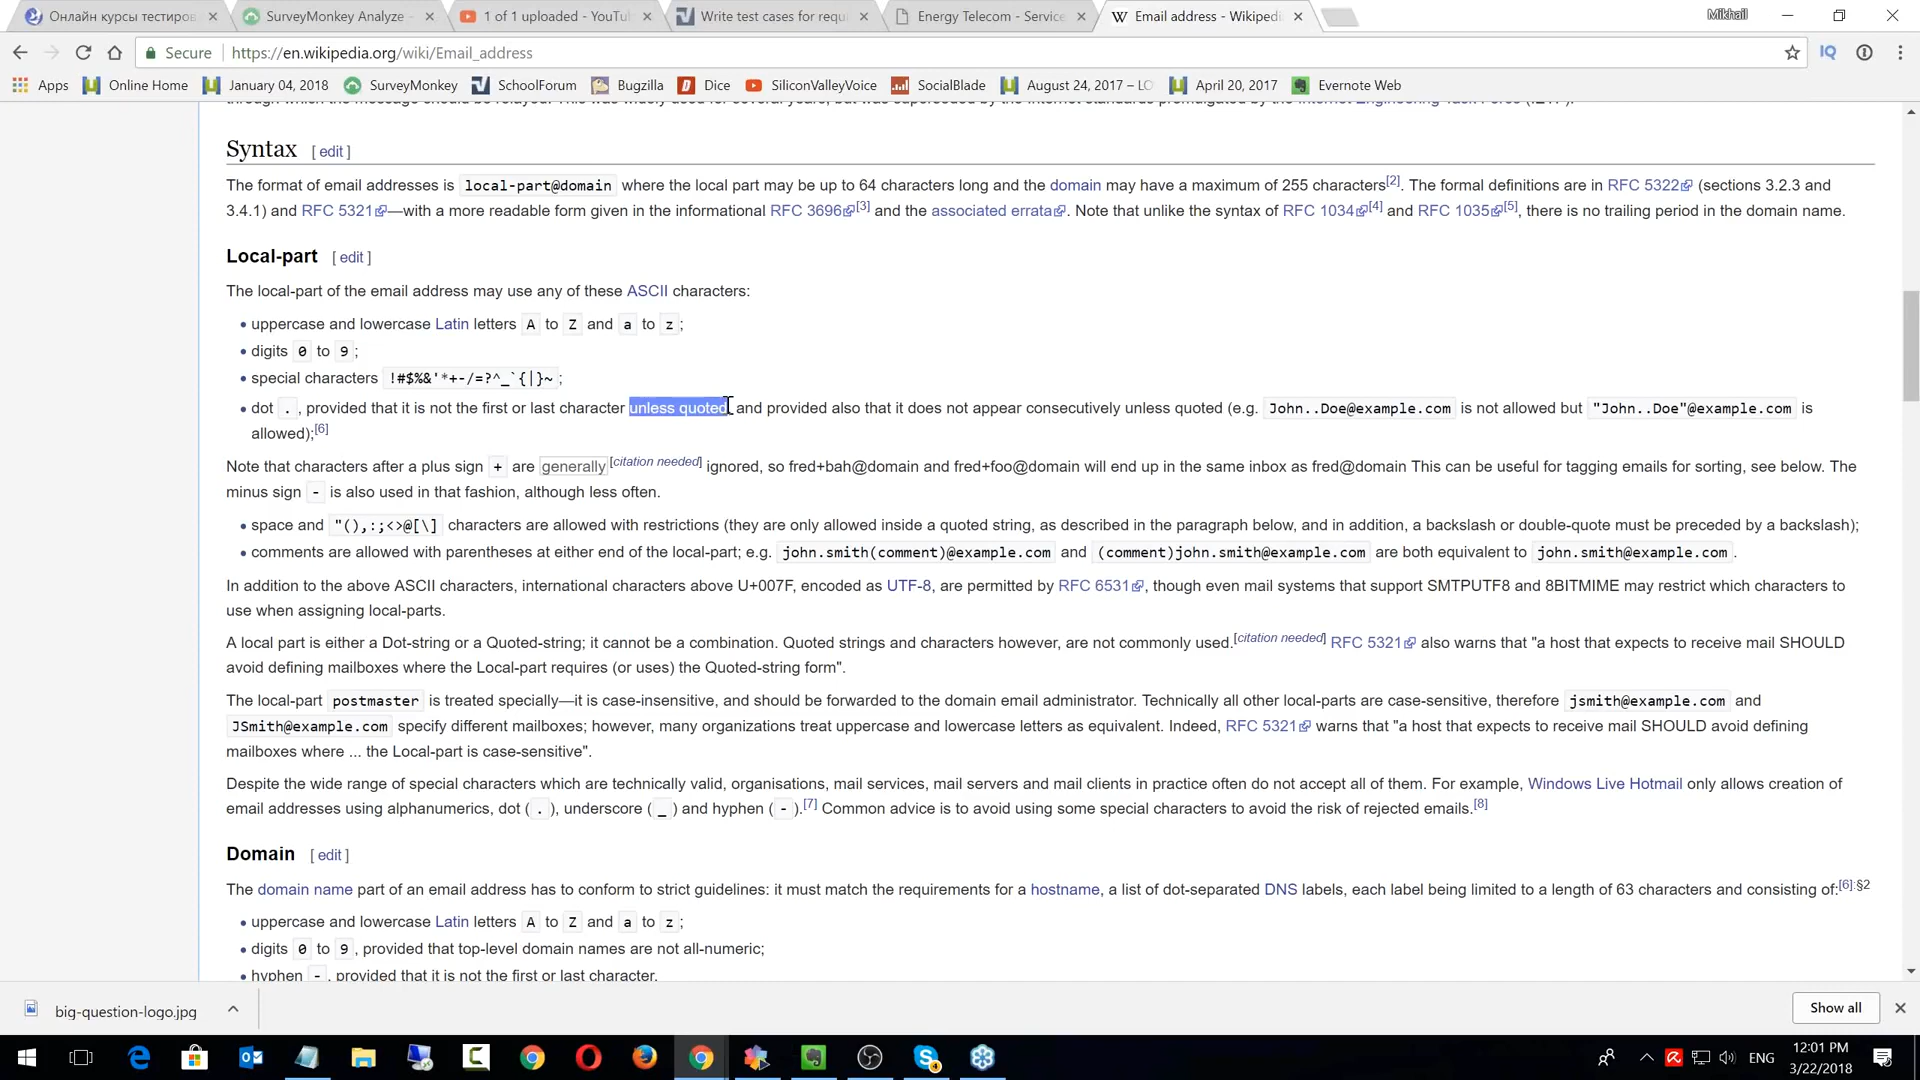 Онлайн курсы тестиров
SurveyMonkey Analyze -
1 of 1 uploaded - YouTu
Write test cases for requ
Energy Telecom - Service
Email address - Wikipedi
Mikhail
Secure
https://en.wikipedia.org/wiki/Email_address
Apps
Online Home
January 04, 2018
SurveyMonkey
SchoolForum
Bugzilla
Dice
SiliconValleyVoice
SocialBlade
August 24, 2017 – LO
April 20, 2017
Evernote Web
through which the message should be relayed. This was widely used for several years, but was superseded by the Internet standards promulgated by the Internet Engineering Task Force (IETF).
Syntax [ edit ]
The format of email addresses is local-part@domain where the local part may be up to 64 characters long and the domain may have a maximum of 255 characters[2]. The formal definitions are in RFC 5322 (sections 3.2.3 and
3.4.1) and RFC 5321—with a more readable form given in the informational RFC 3696[3] and the associated errata. Note that unlike the syntax of RFC 1034[4] and RFC 1035[5], there is no trailing period in the domain name.
Local-part [ edit ]
The local-part of the email address may use any of these ASCII characters:
• uppercase and lowercase Latin letters A to Z and a to z;
• digits 0 to 9;
• special characters !#$%&'*+-/=?^_`{|}~;
• dot ., provided that it is not the first or last character unless quoted, and provided also that it does not appear consecutively unless quoted (e.g. John..Doe@example.com is not allowed but "John..Doe"@example.com is
allowed);[6]
Note that characters after a plus sign + are generally[citation needed] ignored, so fred+bah@domain and fred+foo@domain will end up in the same inbox as fred@domain This can be useful for tagging emails for sorting, see below. The
minus sign - is also used in that fashion, although less often.
• space and "(),:;<>@[\] characters are allowed with restrictions (they are only allowed inside a quoted string, as described in the paragraph below, and in addition, a backslash or double-quote must be preceded by a backslash);
• comments are allowed with parentheses at either end of the local-part; e.g. john.smith(comment)@example.com and (comment)john.smith@example.com are both equivalent to john.smith@example.com.
In addition to the above ASCII characters, international characters above U+007F, encoded as UTF-8, are permitted by RFC 6531, though even mail systems that support SMTPUTF8 and 8BITMIME may restrict which characters to
use when assigning local-parts.
A local part is either a Dot-string or a Quoted-string; it cannot be a combination. Quoted strings and characters however, are not commonly used.[citation needed] RFC 5321 also warns that "a host that expects to receive mail SHOULD
avoid defining mailboxes where the Local-part requires (or uses) the Quoted-string form".
The local-part postmaster is treated specially—it is case-insensitive, and should be forwarded to the domain email administrator. Technically all other local-parts are case-sensitive, therefore jsmith@example.com and
JSmith@example.com specify different mailboxes; however, many organizations treat uppercase and lowercase letters as equivalent. Indeed, RFC 5321 warns that "a host that expects to receive mail SHOULD avoid defining
mailboxes where ... the Local-part is case-sensitive".
Despite the wide range of special characters which are technically valid, organisations, mail services, mail servers and mail clients in practice often do not accept all of them. For example, Windows Live Hotmail only allows creation of
email addresses using alphanumerics, dot ( . ), underscore ( _ ) and hyphen ( - ).[7] Common advice is to avoid using some special characters to avoid the risk of rejected emails.[8]
Domain [ edit ]
The domain name part of an email address has to conform to strict guidelines: it must match the requirements for a hostname, a list of dot-separated DNS labels, each label being limited to a length of 63 characters and consisting of:[6]:§2
• uppercase and lowercase Latin letters A to Z and a to z;
• digits 0 to 9, provided that top-level domain names are not all-numeric;
• hyphen -, provided that it is not the first or last character.
big-question-logo.jpg
Show all
ENG
12:01 PM
3/22/2018